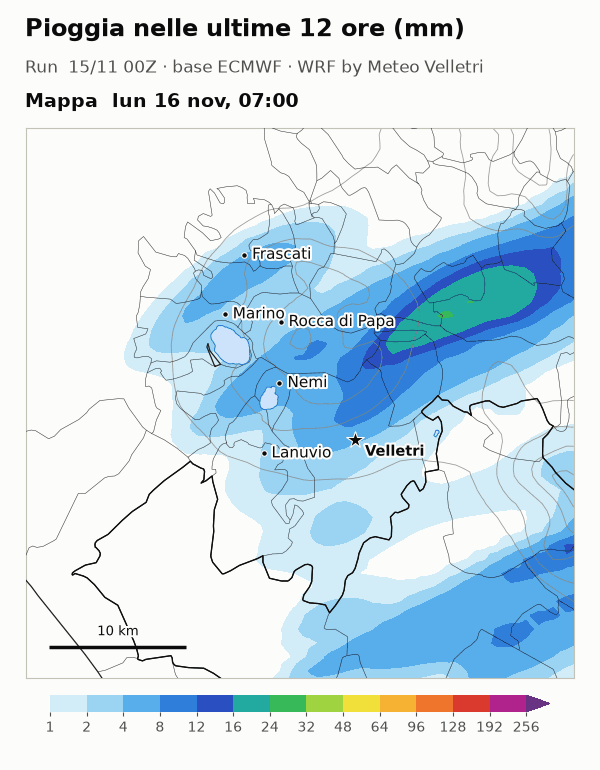 Pioggia nelle ultime 12 ore (mm)
Run  15/11 00Z · base ECMWF · WRF by Meteo Velletri
Mappa  lun 16 nov, 07:00
Frascati
Marino
Rocca di Papa
Nemi
Velletri
Lanuvio
10 km
1 2 4 8 12 16 24 32 48 64 96 128 192 256